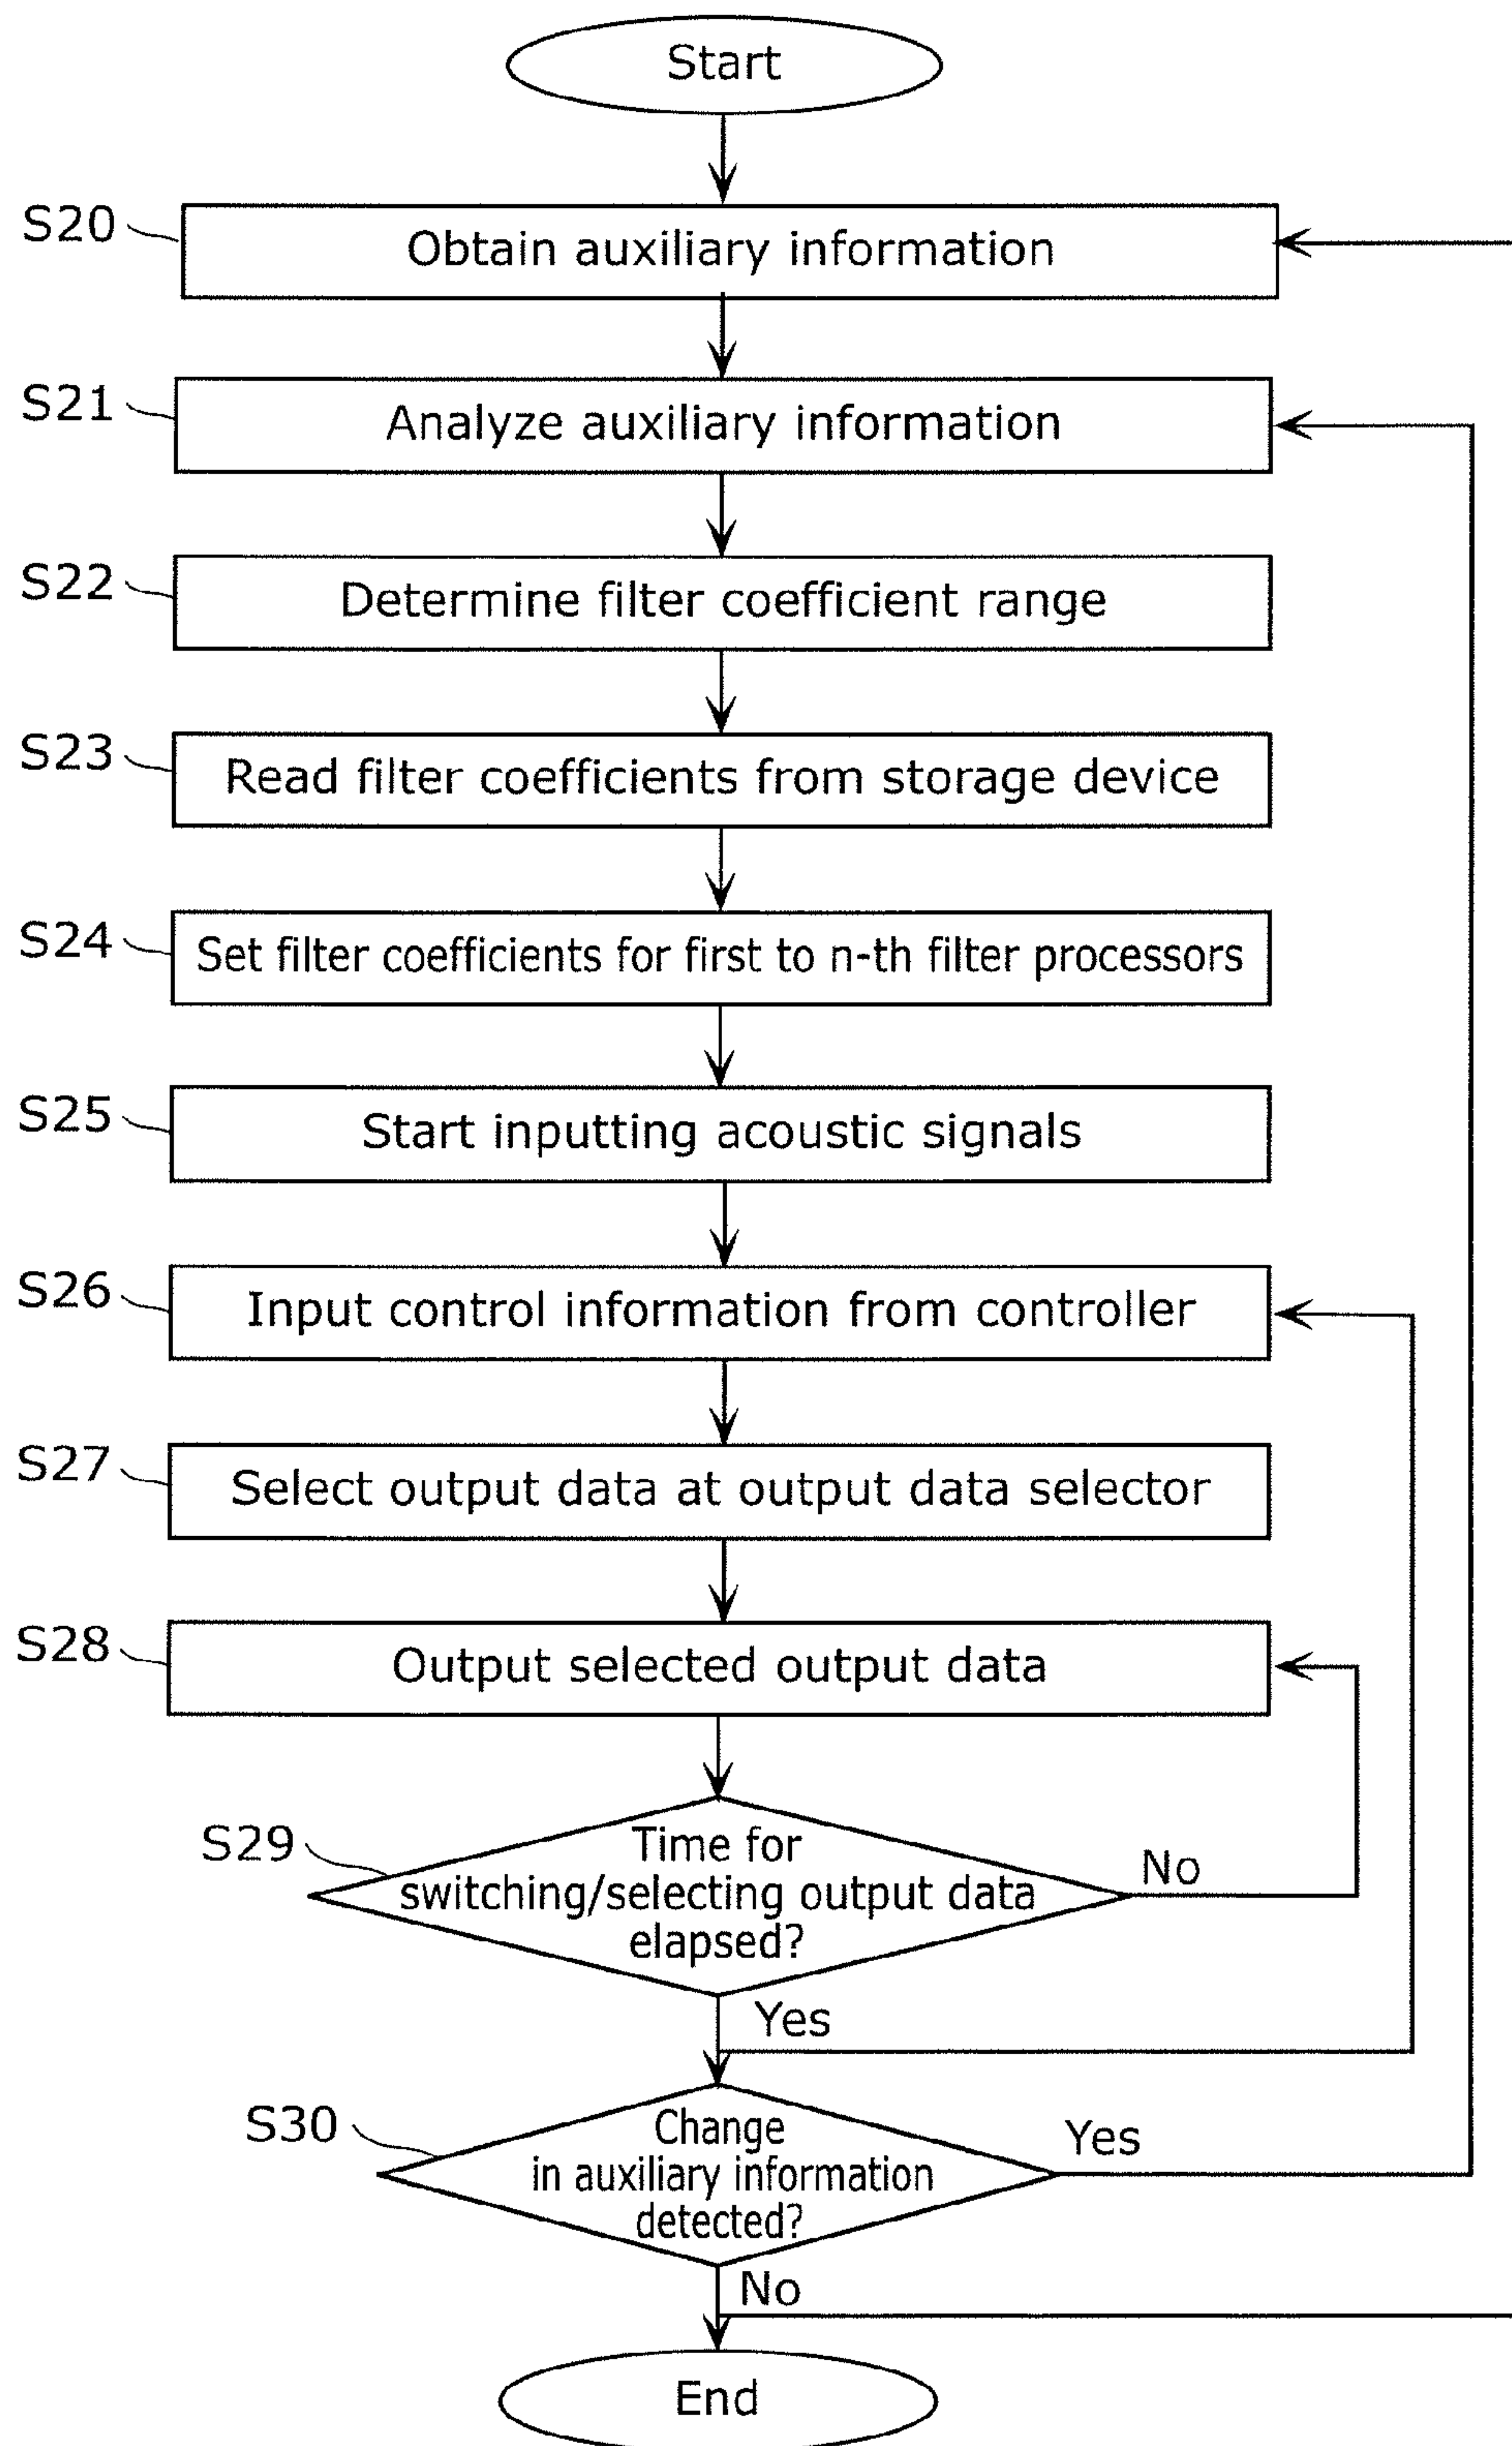 Start
S20
Obtain auxiliary information
S21
Analyze auxiliary information
S22
Determine filter coefficient range
S23
Read filter coefficients from storage device
S24
Set filter coefficients for first to n-th filter processors
S25
Start inputting acoustic signals
S26
Input control information from controller
S27
Select output data at output data selector
S28
Output selected output data
S29
Time for
switching/selecting output data
elapsed?
No
Yes
S30
Change
in auxiliary information
detected?
Yes
No
End